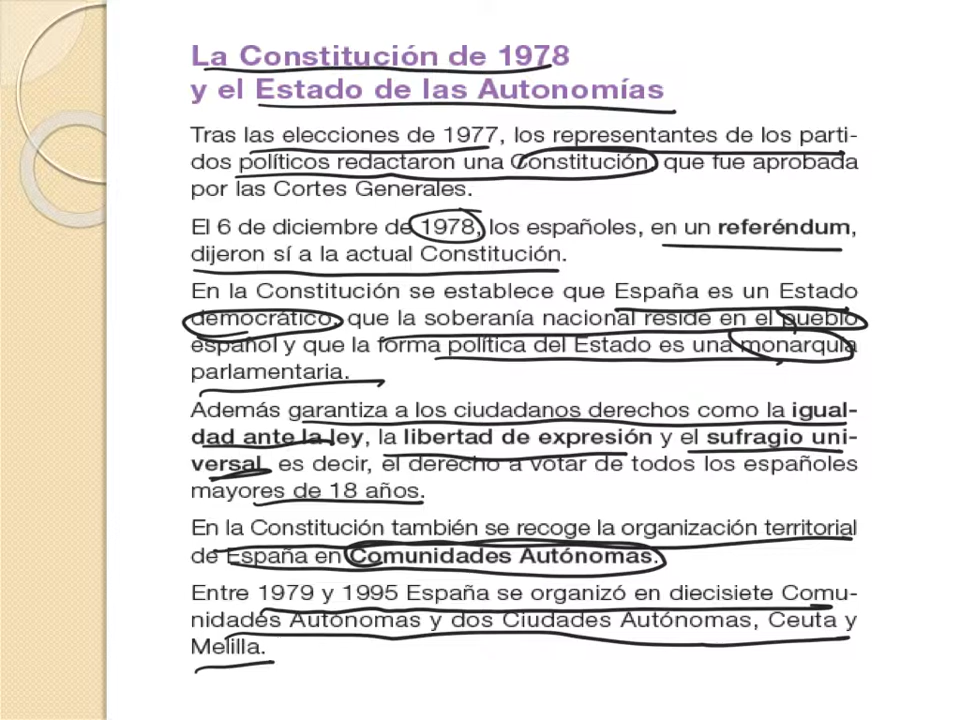 La Constitución de 1978
y el Estado de las Autonomías
Tras las elecciones de 1977, los representantes de los parti-
dos políticos redactaron una Constitución, que fue aprobada
por las Cortes Generales.
El 6 de diciembre de 1978, los españoles, en un referéndum,
dijeron sí a la actual Constitución.
En la Constitución se establece que España es un Estado
democrático, que la soberanía nacional reside en el pueblo
español y que la forma política del Estado es una monarquía
parlamentaria.
Además garantiza a los ciudadanos derechos como la igual-
dad ante la ley, la libertad de expresión y el sufragio uni-
versal, es decir, el derecho a votar de todos los españoles
mayores de 18 años.
En la Constitución también se recoge la organización territorial
de España en Comunidades Autónomas.
Entre 1979 y 1995 España se organizó en diecisiete Comu-
nidades Autónomas y dos Ciudades Autónomas, Ceuta y
Melilla.